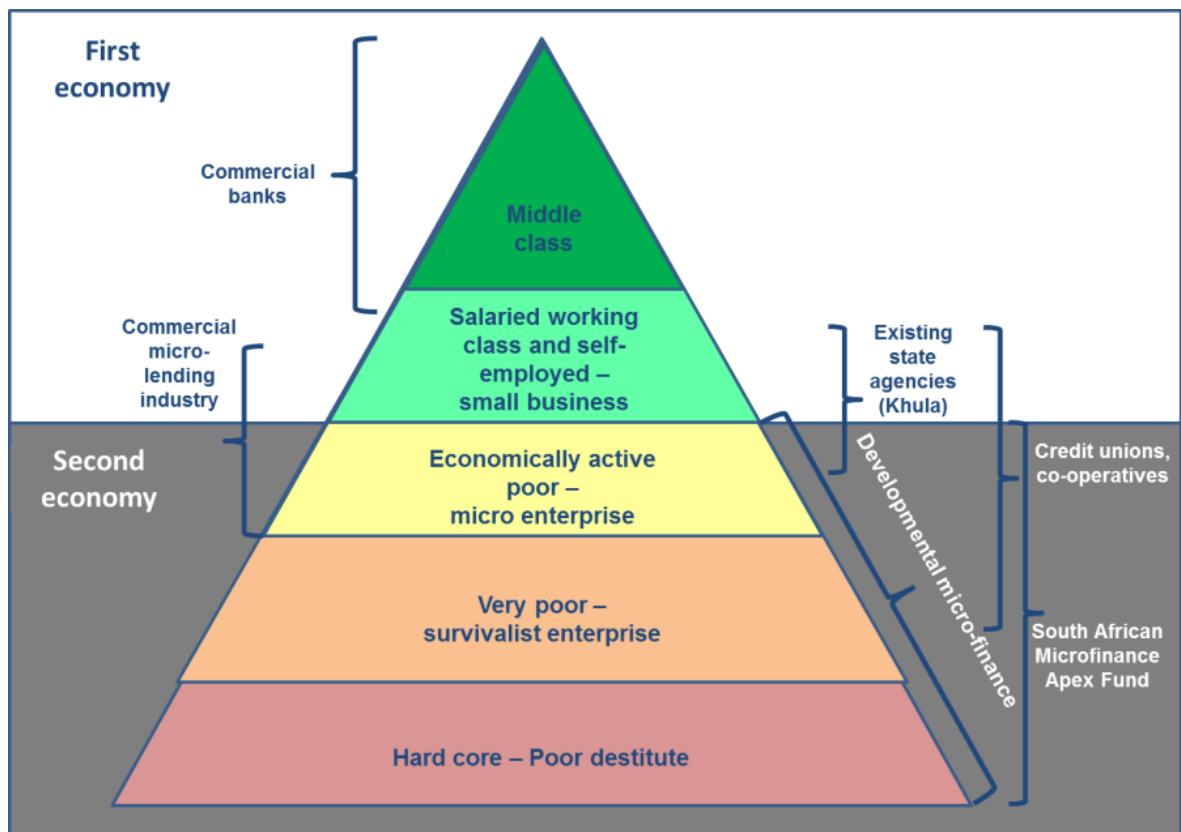 First
economy
Commercial
banks
Middle
class
Commercial
micro-
lending
industry
Salaried working
class and self-
employed –
small business
Existing
state
agencies
(Khula)
Second
economy
Economically active
poor –
micro enterprise
Developmental micro-finance
Credit unions,
co-operatives
Very poor –
survivalist enterprise
South African
Microfinance
Apex Fund
Hard core – Poor destitute